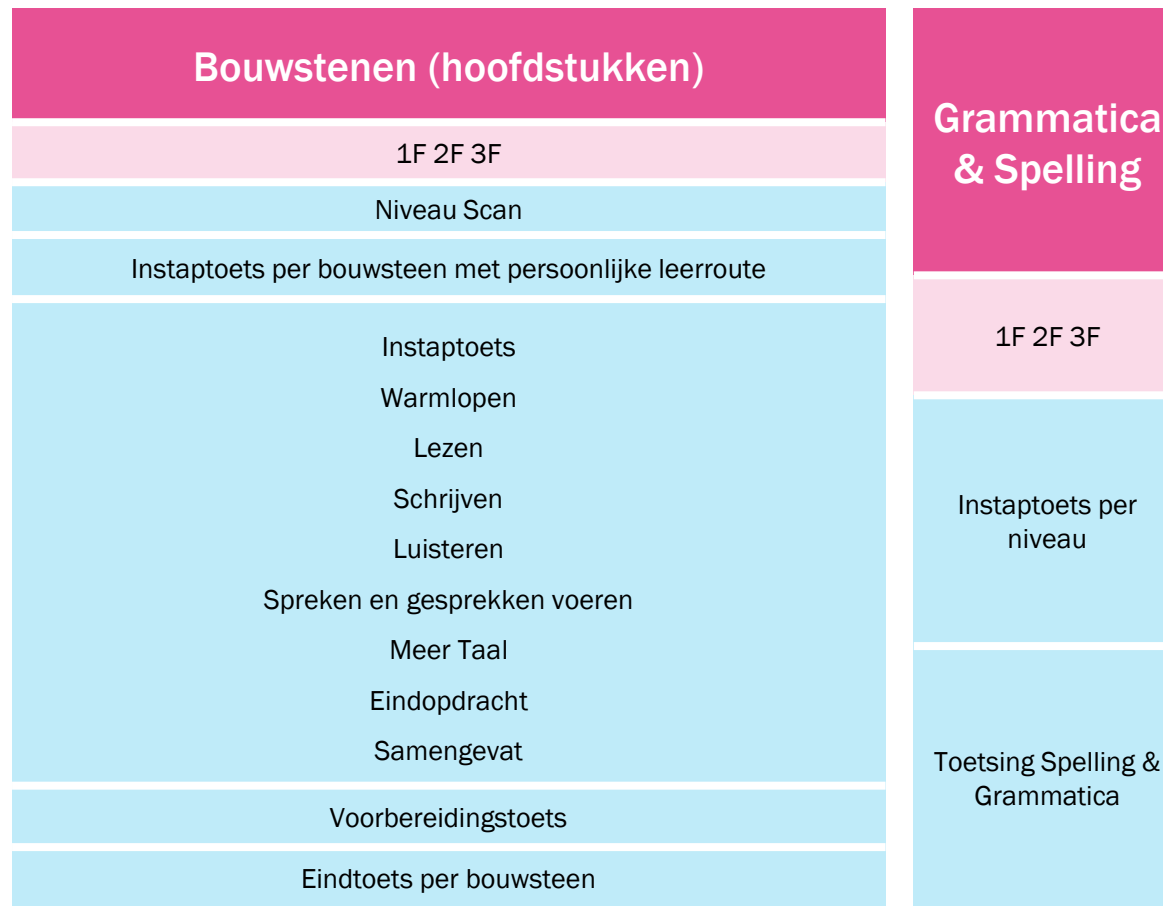 Bouwstenen (hoofdstukken)
1F 2F 3F
Niveau Scan
Instaptoets per bouwsteen met persoonlijke leerroute
Instaptoets
Warmlopen
Lezen
Schrijven
Luisteren
Spreken en gesprekken voeren
Meer Taal
Eindopdracht
Samengevat
Voorbereidingstoets
Eindtoets per bouwsteen
Grammatica
& Spelling
1F 2F 3F
Instaptoets per
niveau
Toetsing Spelling &
Grammatica